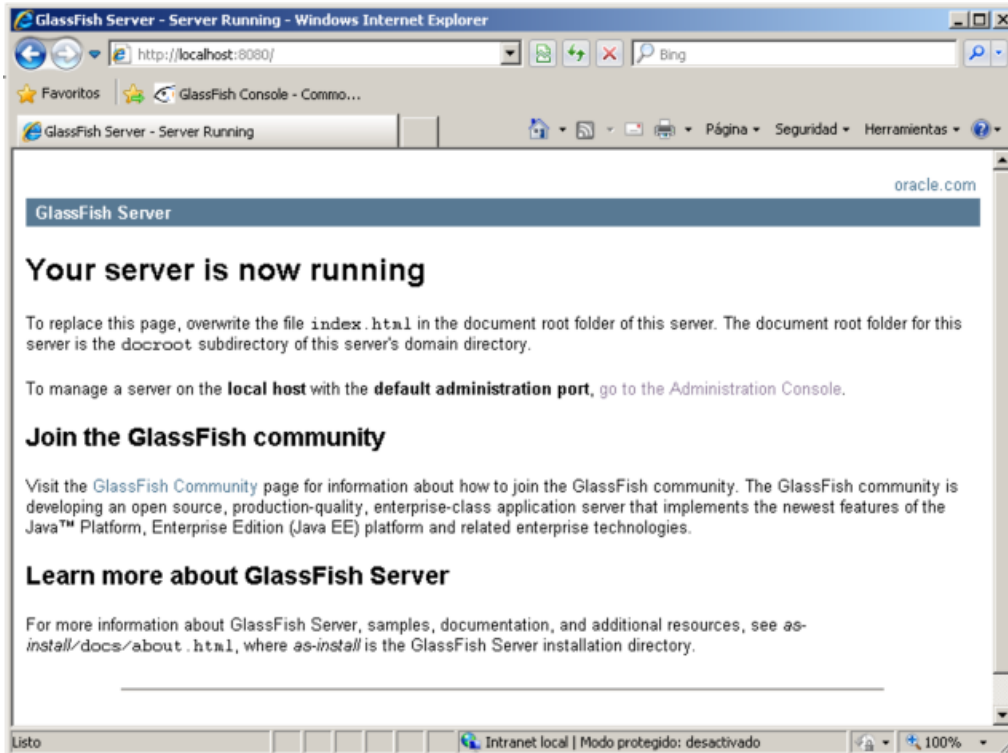 GlassFish Server - Server Running - Windows Internet Explorer
http://localhost:8080/
Bing
Favoritos
GlassFish Console - Commo...
GlassFish Server - Server Running
Página
Seguridad
Herramientas
oracle.com
GlassFish Server
Your server is now running
To replace this page, overwrite the file index.html in the document root folder of this server. The document root folder for this
server is the docroot subdirectory of this server's domain directory.
To manage a server on the local host with the default administration port, go to the Administration Console.
Join the GlassFish community
Visit the GlassFish Community page for information about how to join the GlassFish community. The GlassFish community is
developing an open source, production-quality, enterprise-class application server that implements the newest features of the
Java™ Platform, Enterprise Edition (Java EE) platform and related enterprise technologies.
Learn more about GlassFish Server
For more information about GlassFish Server, samples, documentation, and additional resources, see as-
install/docs/about.html, where as-install is the GlassFish Server installation directory.
Listo
Intranet local | Modo protegido: desactivado
100%